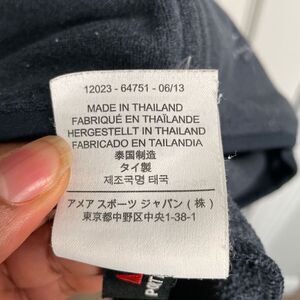 12023 - 64751 - 06/13
MADE IN THAILAND
FABRIQUÉ EN THAÏLANDE
HERGESTELLT IN THAILAND
FABRICADO EN TAILANDIA
泰国制造
タイ製
제조국명 태국
アメア スポーツ ジャパン (株)
東京都中野区中央1-38-1